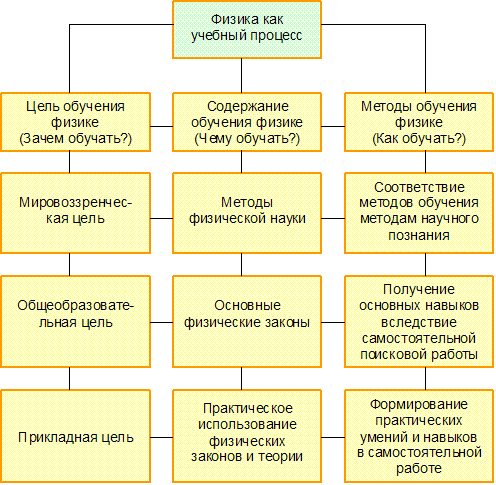 Физика как
учебный процесс
Цель обучения
физике
(Зачем обучать?)
Содержание
обучения физике
(Чему обучать?)
Методы обучения
физике
(Как обучать?)
Мировоззренчес-
кая цель
Методы
физической науки
Соответствие
методов обучения
методам научного
познания
Общеобразовате-
льная цель
Основные
физические законы
Получение
основных навыков
вследствие
самостоятельной
поисковой работы
Прикладная цель
Практическое
использование
физических
законов и теории
Формирование
практических
умений и навыков
в самостоятельной
работе